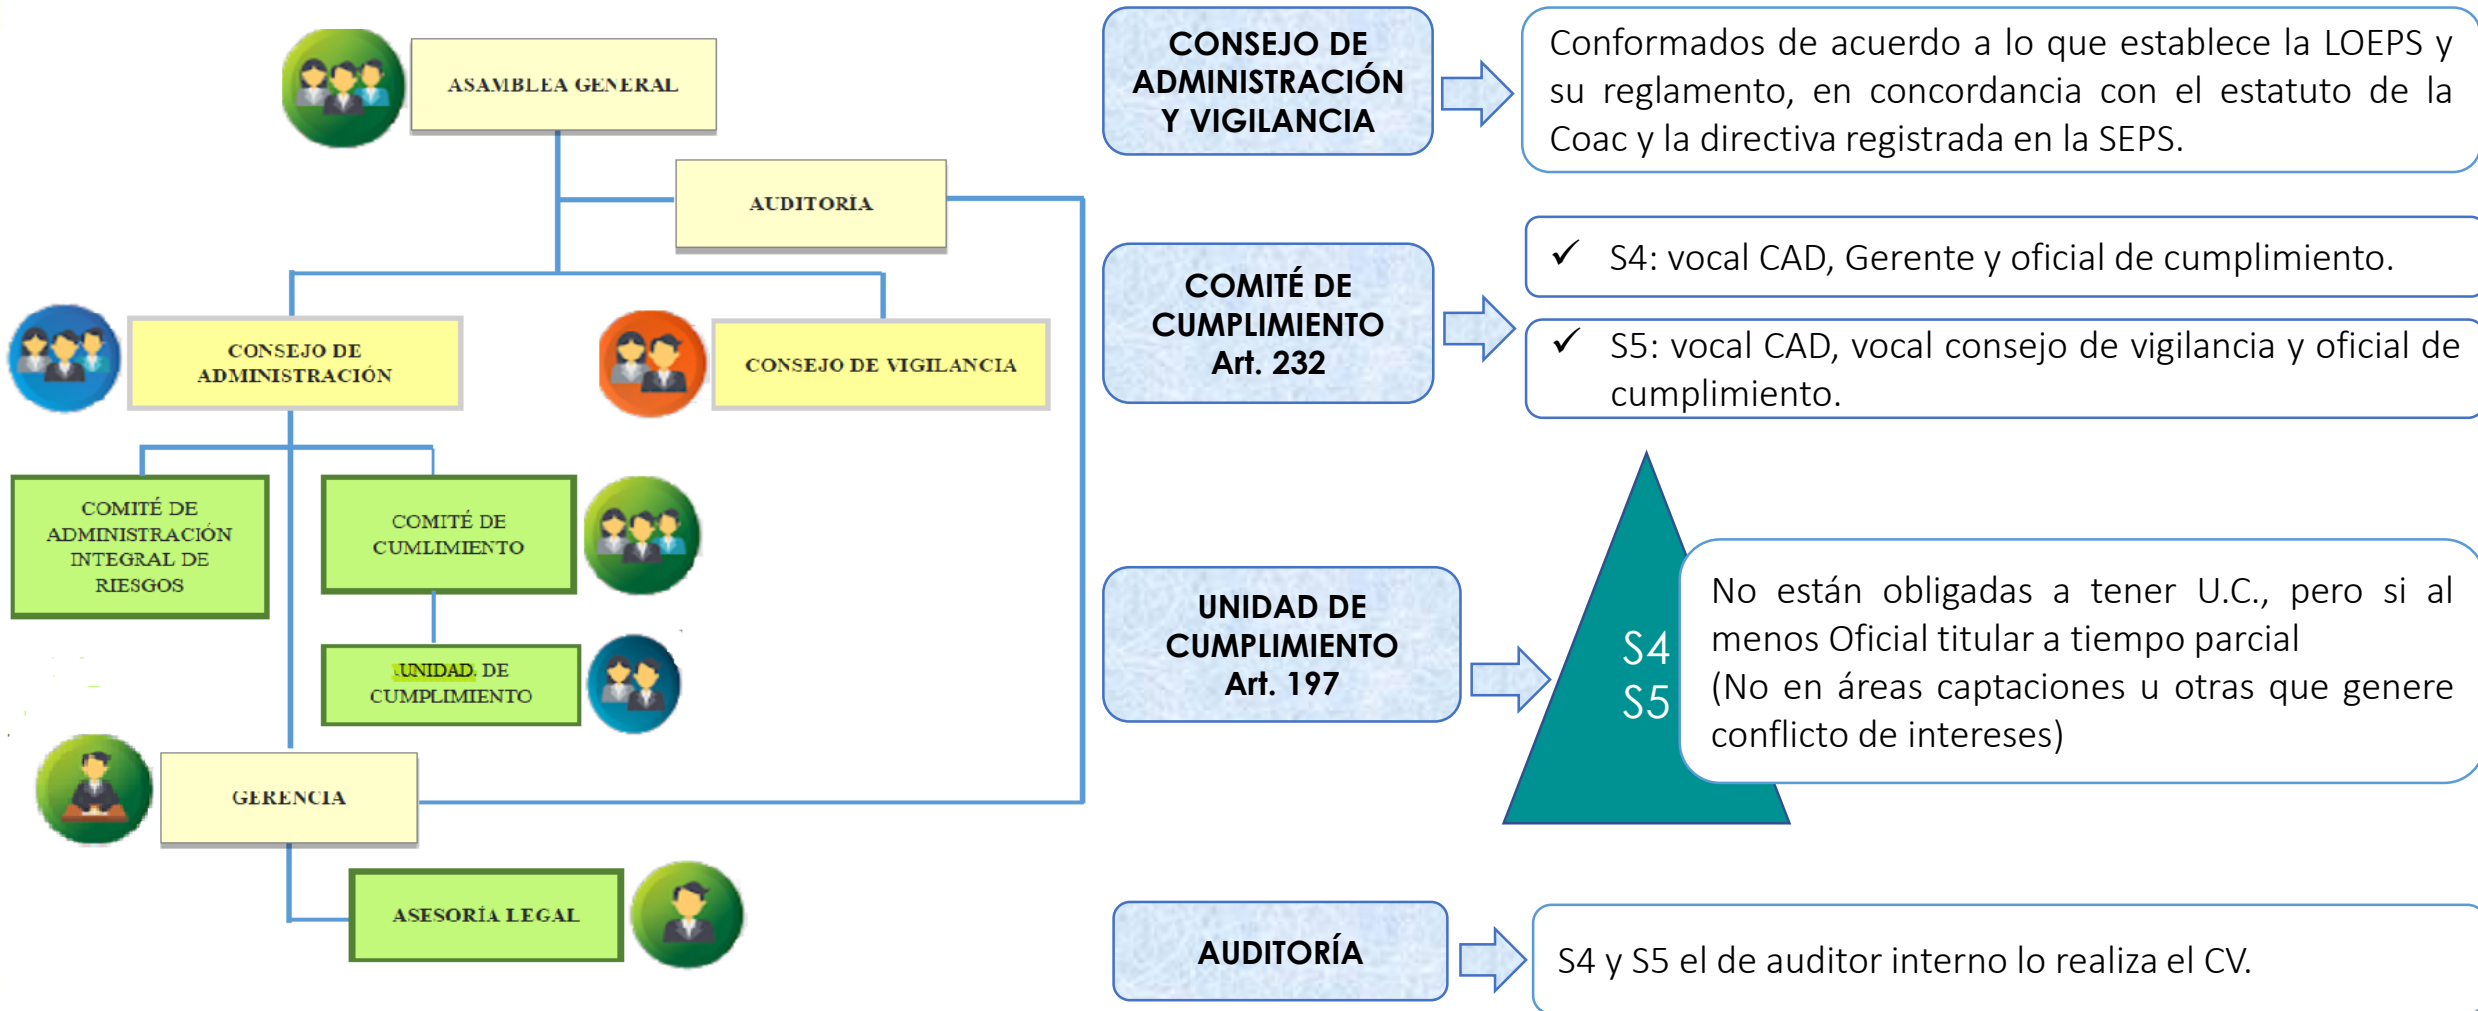 ASAMBLEA GENERAL
AUDITORÍA
CONSEJO DE
ADMINISTRACIÓN
CONSEJO DE VIGILANCIA
COMITÉ DE
ADMINISTRACIÓN
INTEGRAL DE
RIESGOS
COMITÉ DE
CUMLIMIENTO
UNIDAD DE
CUMPLIMIENTO
GERENCIA
ASESORÍA LEGAL
CONSEJO DE
ADMINISTRACIÓN
Y VIGILANCIA
Conformados de acuerdo a lo que establece la LOEPS y
su reglamento, en concordancia con el estatuto de la
Coac y la directiva registrada en la SEPS.
COMITÉ DE
CUMPLIMIENTO
Art. 232
✓ S4: vocal CAD, Gerente y oficial de cumplimiento.
✓ S5: vocal CAD, vocal consejo de vigilancia y oficial de
cumplimiento.
UNIDAD DE
CUMPLIMIENTO
Art. 197
S4
S5
No están obligadas a tener U.C., pero si al
menos Oficial titular a tiempo parcial
(No en áreas captaciones u otras que genere
conflicto de intereses)
AUDITORÍA
S4 y S5 el de auditor interno lo realiza el CV.